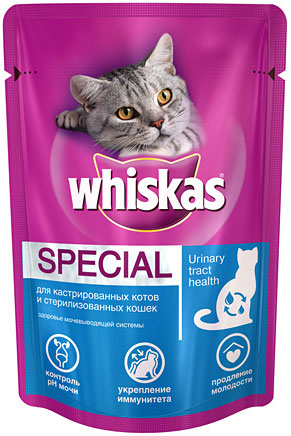 whiskas
SPECIAL
Urinary
tract
health
для кастрированных котов
и стерилизованных кошек
здоровье мочевыводящей системы
контроль
pH мочи
укрепление
иммунитета
продление
молодости